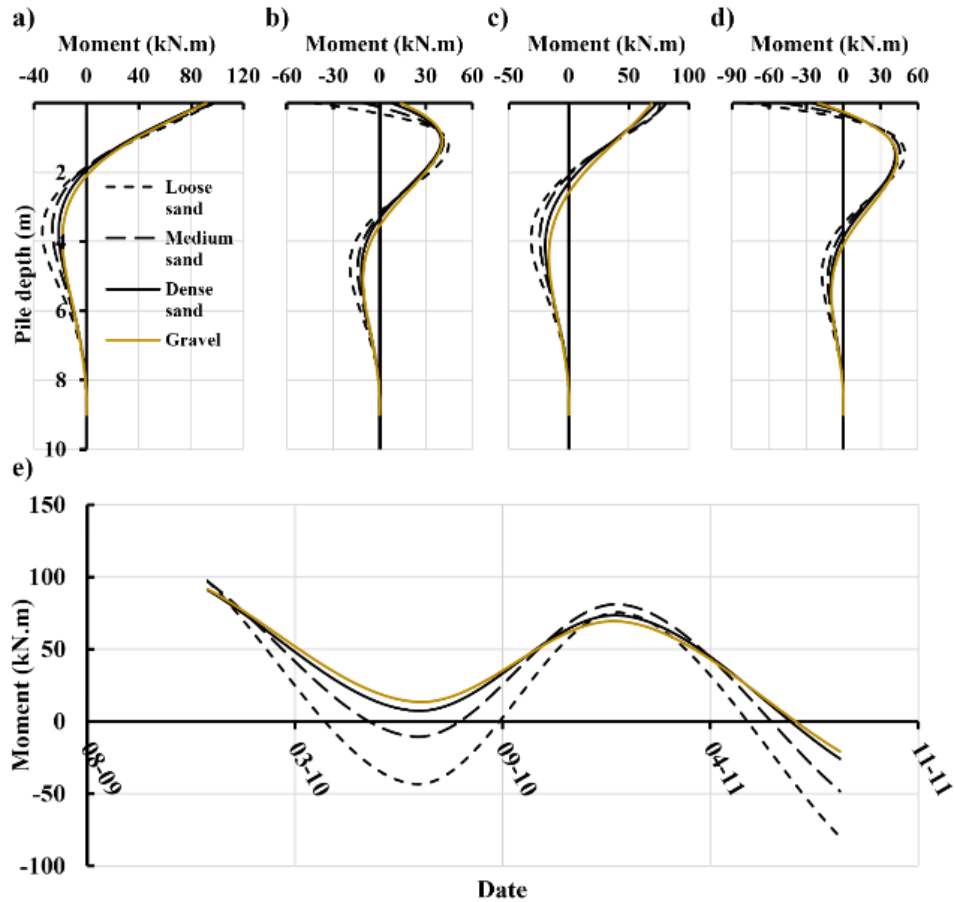 a) b) c) d)
Moment (kN.m) Moment (kN.m) Moment (kN.m) Moment (kN.m)
-40 0 40 80 120 -60 -30 0 30 60 -50 0 50 100 -90 -60 -30 0 30 60
2
4
6
8
10
Pile depth (m)
Loose
sand
Medium
sand
Dense
sand
Gravel
e)
150
100
50
0
-50
-100
Moment (kN.m)
08-09 03-10 09-10 04-11 11-11
Date